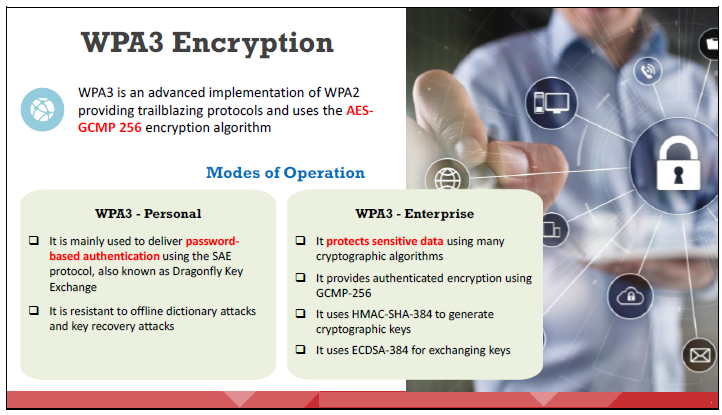 WPA3 Encryption
WPA3 is an advanced implementation of WPA2
providing trailblazing protocols and uses the AES-
GCMP 256 encryption algorithm
Modes of Operation
WPA3 - Personal
It is mainly used to deliver password-
based authentication using the SAE
protocol, also known as Dragonfly Key
Exchange
It is resistant to offline dictionary attacks
and key recovery attacks
WPA3 - Enterprise
It protects sensitive data using many
cryptographic algorithms
It provides authenticated encryption using
GCMP-256
It uses HMAC-SHA-384 to generate
cryptographic keys
It uses ECDSA-384 for exchanging keys